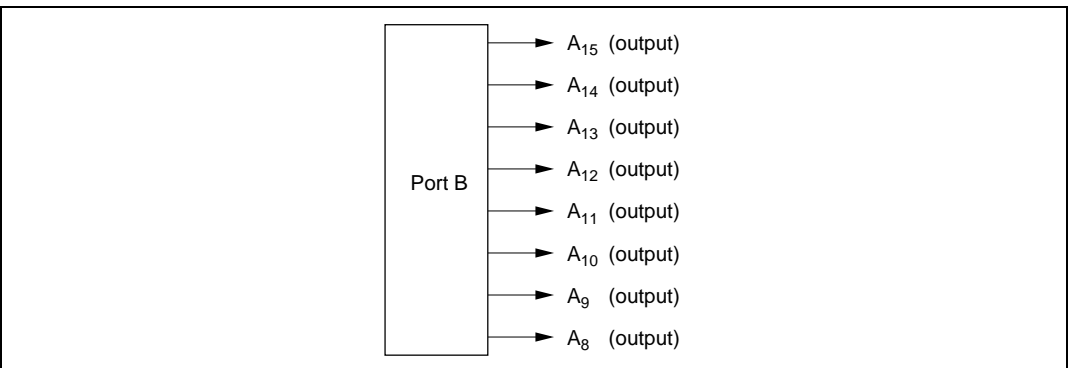 A15 (output)
A14 (output)
A13 (output)
A12 (output)
Port B
A11 (output)
A10 (output)
A9 (output)
A8 (output)